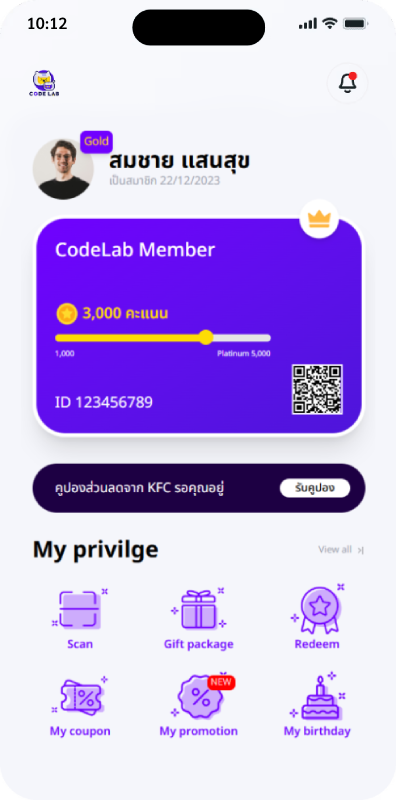 10:12
CODE LAB
Gold
สมชาย แสนสุข
เป็นสมาชิก 22/12/2023
CodeLab Member
3,000 คะแนน
1,000 Platinum 5,000
ID 123456789
คูปองส่วนลดจาก KFC รอคุณอยู่ รับคูปอง
My privilge View all
Scan Gift package Redeem
NEW
My coupon My promotion My birthday